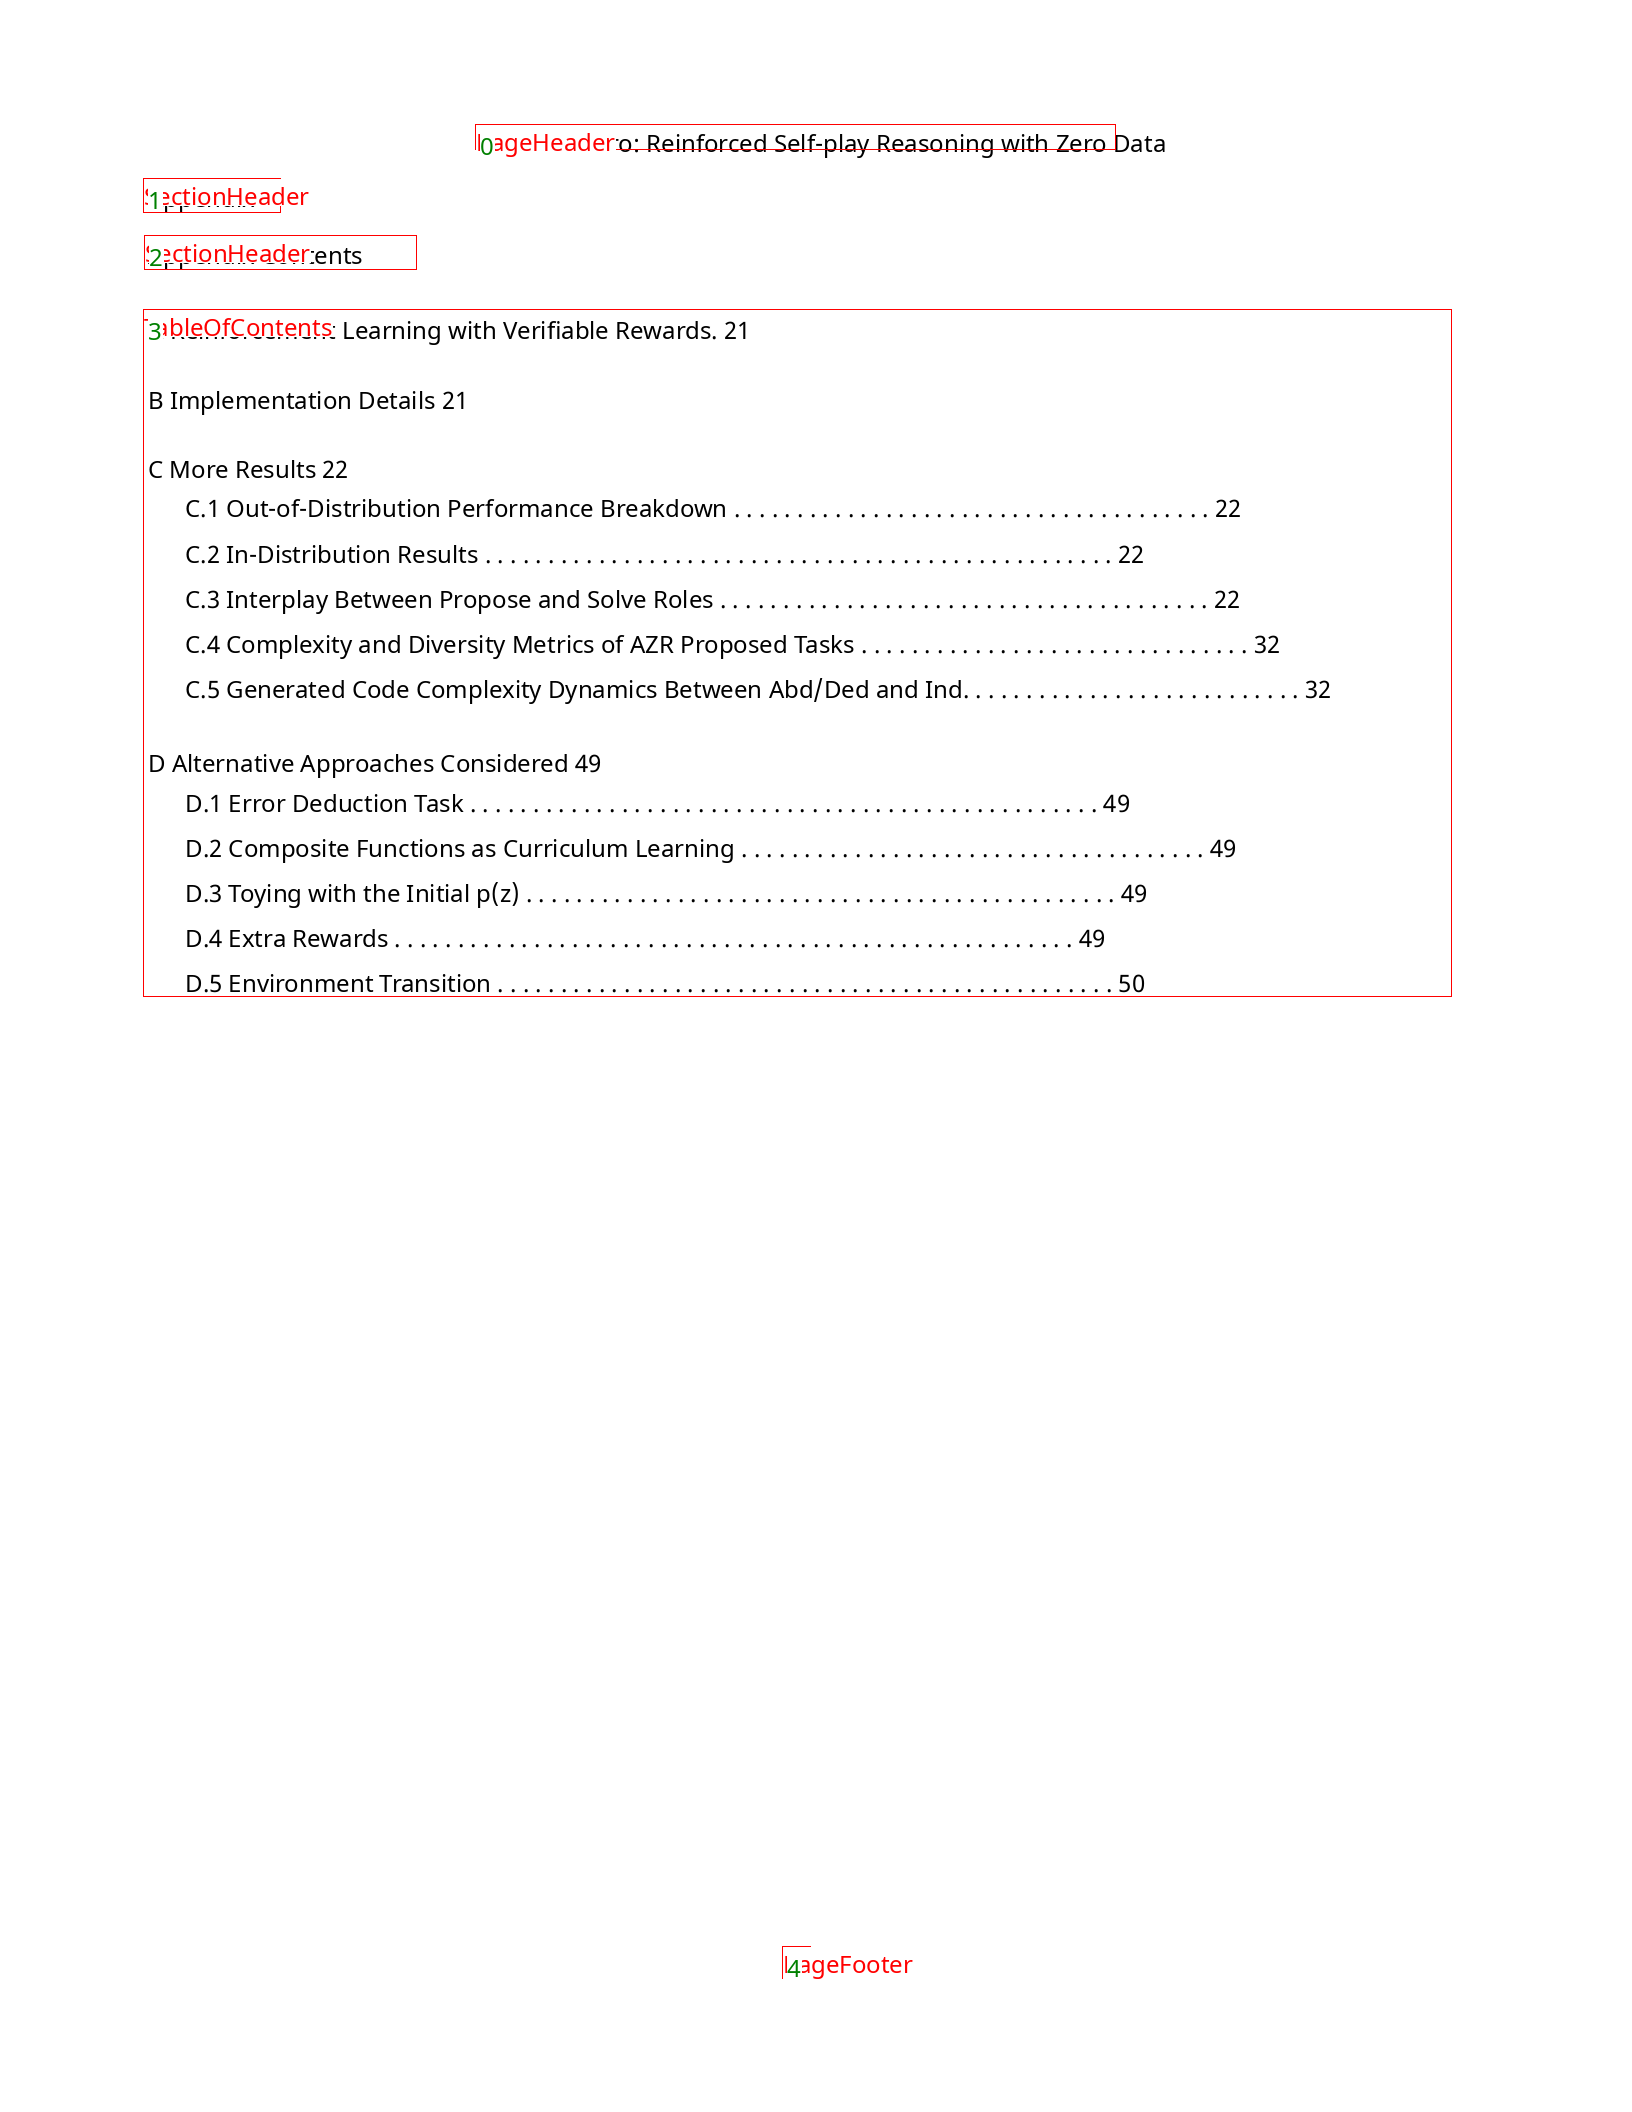 PageHeader
0
o: Reinforced Self-play Reasoning with Zero Data
SectionHeader
1
SectionHeader
2
tents
TableOfContents
3
Learning with Verifiable Rewards. 21
B Implementation Details 21
C More Results 22
C.1 Out-of-Distribution Performance Breakdown . . . . . . . . . . . . . . . . . . . . . . . . . . . . . . . . . . . . . . 22
C.2 In-Distribution Results . . . . . . . . . . . . . . . . . . . . . . . . . . . . . . . . . . . . . . . . . . . . . . . . . . 22
C.3 Interplay Between Propose and Solve Roles . . . . . . . . . . . . . . . . . . . . . . . . . . . . . . . . . . . . . . . 22
C.4 Complexity and Diversity Metrics of AZR Proposed Tasks . . . . . . . . . . . . . . . . . . . . . . . . . . . . . . . 32
C.5 Generated Code Complexity Dynamics Between Abd/Ded and Ind. . . . . . . . . . . . . . . . . . . . . . . . . . . 32
D Alternative Approaches Considered 49
D.1 Error Deduction Task . . . . . . . . . . . . . . . . . . . . . . . . . . . . . . . . . . . . . . . . . . . . . . . . . . 49
D.2 Composite Functions as Curriculum Learning . . . . . . . . . . . . . . . . . . . . . . . . . . . . . . . . . . . . . 49
D.3 Toying with the Initial p(z) . . . . . . . . . . . . . . . . . . . . . . . . . . . . . . . . . . . . . . . . . . . . . . . 49
D.4 Extra Rewards . . . . . . . . . . . . . . . . . . . . . . . . . . . . . . . . . . . . . . . . . . . . . . . . . . . . . . 49
D.5 Environment Transition . . . . . . . . . . . . . . . . . . . . . . . . . . . . . . . . . . . . . . . . . . . . . . . . . 50
PageFooter
4